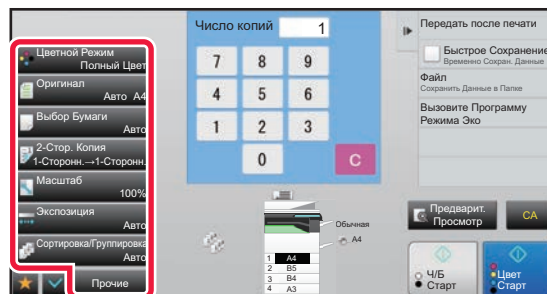 Цветной Режим
Полный Цвет
Оригинал
Авто A4
Выбор Бумаги
Авто
2-Стор. Копия
1-Сторонн.→1-Сторонн.
Масштаб
100%
Экспозиция
Авто
Сортировка/Группировка
Авто
Прочие
Число копий 1
7 8 9
4 5 6
1 2 3
0 C
Обычная
A4
1 A4
2 B5
3 B4
4 A3
Передать после печати
Быстрое Сохранение
Временно Сохран. Данные
Файл
Сохранить Данные в Папке
Вызовите Программу
Режима Эко
Предварит.
Просмотр
CA
Ч/Б
Старт
Цвет
Старт